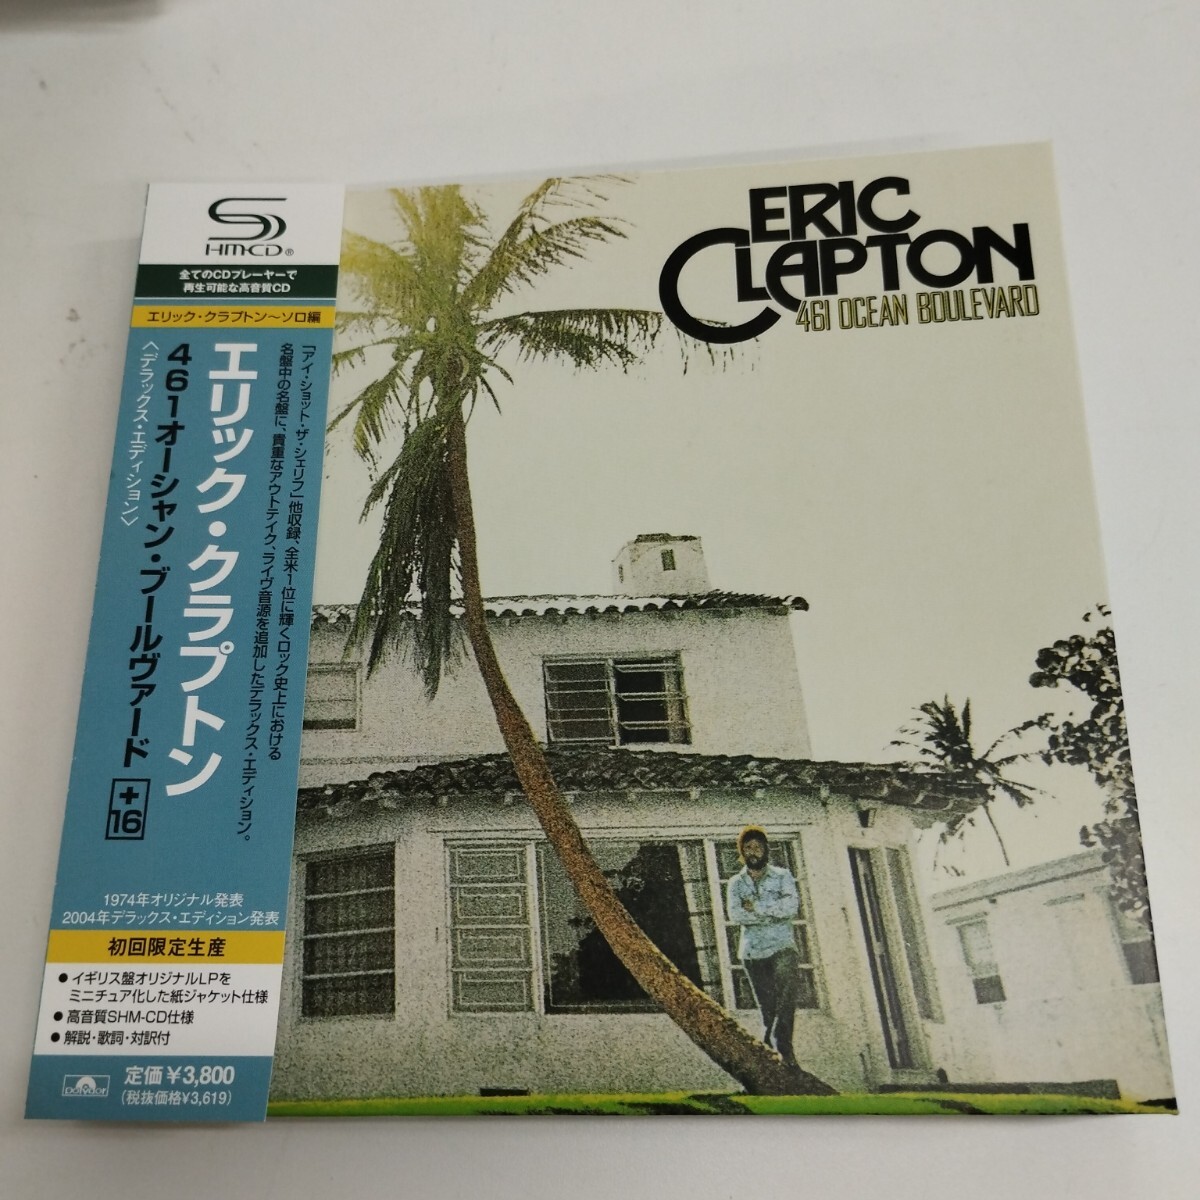 SHM-CD®
全てのCDプレーヤーで
再生可能な高音質CD
エリック・クラプトン〜ソロ編
「アイ・ショット・ザ・シェリフ」他収録、全米1位に輝くロック史上における
名盤中の名盤に、貴重なアウトテイク、ライヴ音源を追加したデラックス・エディション。
エリック・クラプトン
461オーシャン・ブールヴァード
+16
〈デラックス・エディション〉
1974年オリジナル発表
2004年デラックス・エディション発表
初回限定生産
●イギリス盤オリジナルLPを
ミニチュア化した紙ジャケット仕様
●高音質SHM-CD仕様
●解説・歌詞・対訳付
polydor
定価¥3,800
(税抜価格¥3,619)
ERIC
CLAPTON
461 OCEAN BOULEVARD